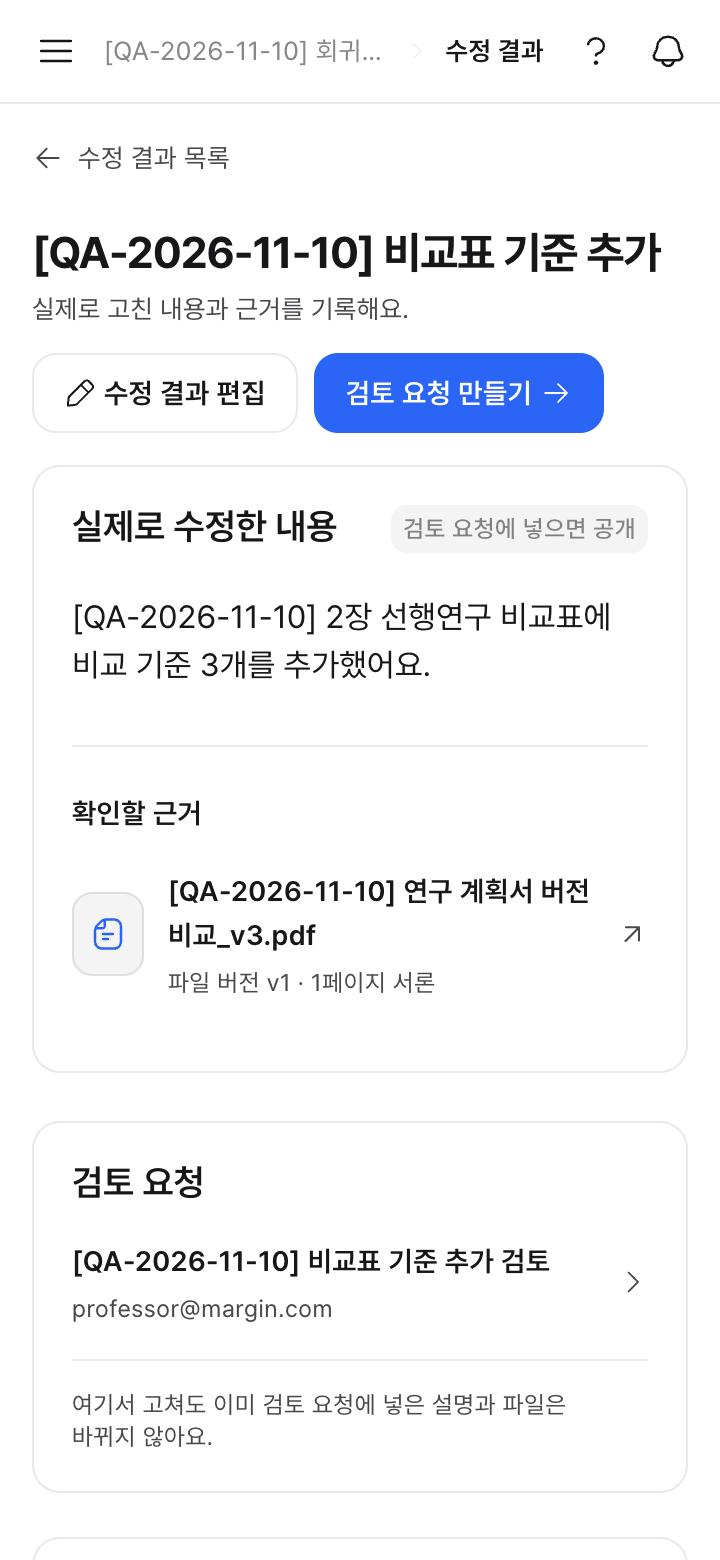 [QA-2026-11-10] 회귀... 수정 결과
수정 결과 목록
[QA-2026-11-10] 비교표 기준 추가
실제로 고친 내용과 근거를 기록해요.
수정 결과 편집 검토 요청 만들기
실제로 수정한 내용 검토 요청에 넣으면 공개
[QA-2026-11-10] 2장 선행연구 비교표에
비교 기준 3개를 추가했어요.
확인할 근거
[QA-2026-11-10] 연구 계획서 버전
비교_v3.pdf
파일 버전 v1 · 1페이지 서론
검토 요청
[QA-2026-11-10] 비교표 기준 추가 검토
professor@margin.com
여기서 고쳐도 이미 검토 요청에 넣은 설명과 파일은
바뀌지 않아요.